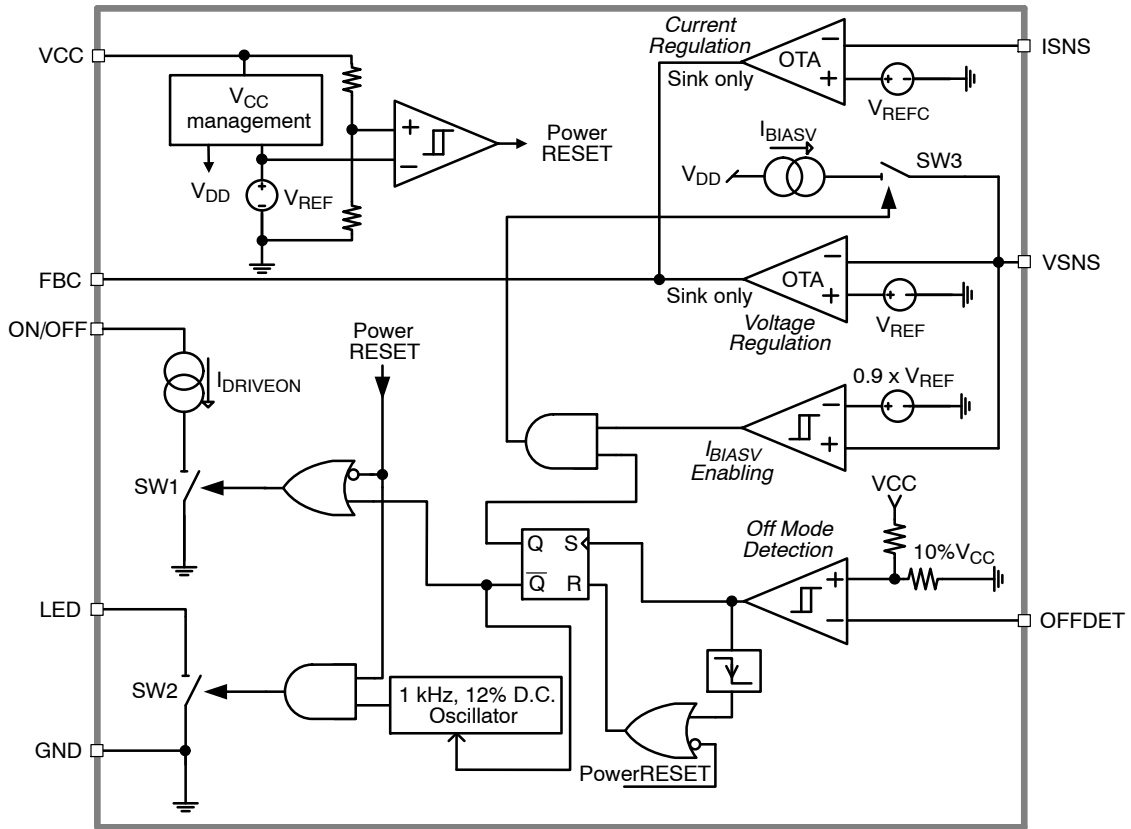 VCC
VCC
management
VDD
VREF
+
−
+
−
Power
RESET
Current
Regulation
Sink only
OTA
−
+
+ −
VREFC
ISNS
IBIASV
VDD
SW3
FBC
Sink only
OTA
−
+
+ −
VREF
Voltage
Regulation
VSNS
ON/OFF
IDRIVEON
Power
RESET
SW1
0.9 x VREF
−
+
+ −
IBIASV
Enabling
VCC
10%VCC
Off Mode
Detection
+
−
OFFDET
Q S
Q̅ R
LED
SW2
1 kHz, 12% D.C.
Oscillator
PowerRESET
GND